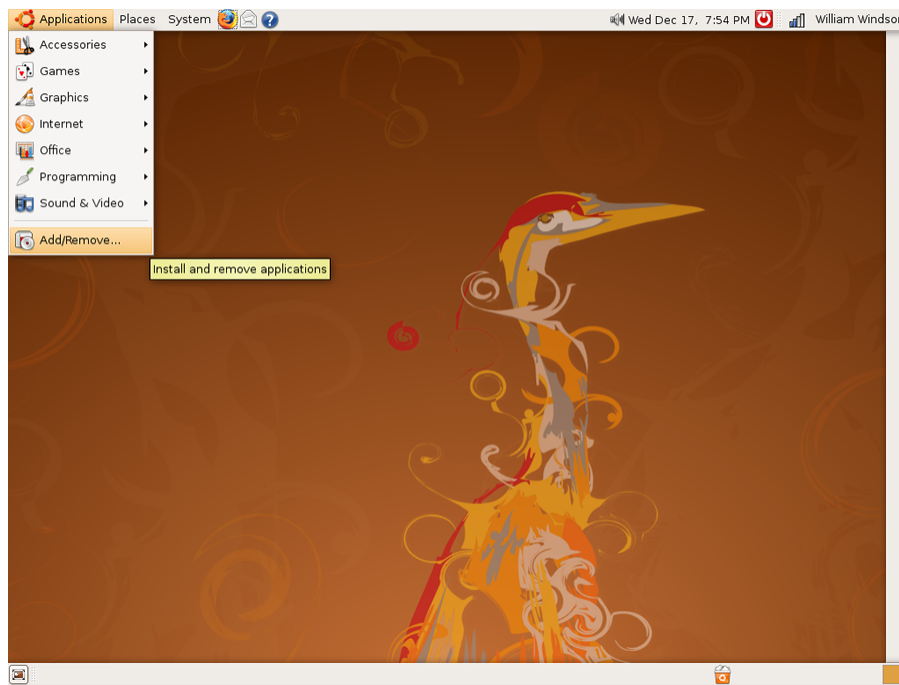 Applications Places System Wed Dec 17, 7:54 PM William Windsor
Accessories
Games
Graphics
Internet
Office
Programming
Sound & Video
Add/Remove...
Install and remove applications